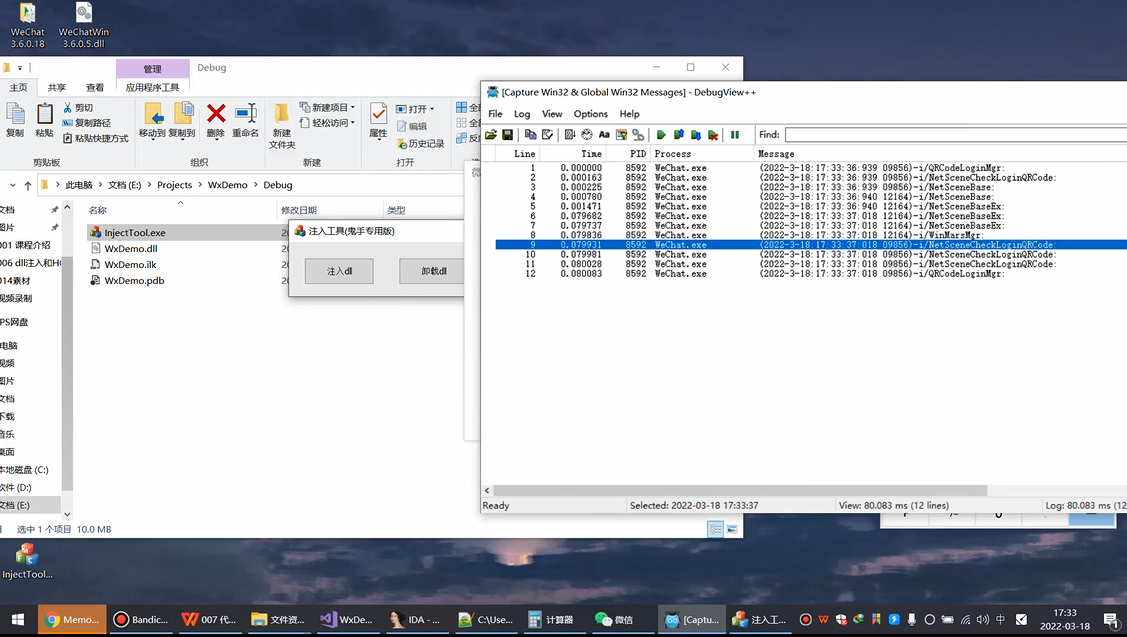 WeChat
3.6.0.18
WeChatWin
3.6.0.5.dll
管理
Debug
主页
共享
查看
应用程序工具
复制
粘贴
剪切
复制路径
粘贴快捷方式
剪贴板
移动到
复制到
删除
重命名
组织
新建
文件夹
新建项目
轻松访问
新建
属性
打开
编辑
历史记录
打开
此电脑 > 文档 (E:) > Projects > WxDemo > Debug
名称
修改日期
类型
InjectTool.exe
WxDemo.dll
WxDemo.ilk
WxDemo.pdb
文档
图片
001 课程介绍
006 dll注入和HO
014素材
视频录制
PS网盘
电脑
视频
图片
文档
下载
音乐
桌面
本地磁盘 (C:)
软件 (D:)
文档 (E:)
选中 1 个项目 10.0 MB
注入工具(鬼手专用版)
注入dll
卸载dll
[Capture Win32 & Global Win32 Messages] - DebugView++
File Log View Options Help
Find:
Line Time PID Process Message
1 0.000000 8592 WeChat.exe (2022-3-18:17:33:36:939 09856)-i/QRCodeLoginMgr:
2 0.000163 8592 WeChat.exe (2022-3-18:17:33:36:939 09856)-i/NetSceneCheckLoginQRCode:
3 0.000225 8592 WeChat.exe (2022-3-18:17:33:36:939 09856)-i/NetSceneBase:
4 0.000780 8592 WeChat.exe (2022-3-18:17:33:36:940 12164)-i/NetSceneBase:
5 0.001471 8592 WeChat.exe (2022-3-18:17:33:36:940 12164)-i/NetSceneBaseEx:
6 0.079682 8592 WeChat.exe (2022-3-18:17:33:37:018 12164)-i/NetSceneBaseEx:
7 0.079737 8592 WeChat.exe (2022-3-18:17:33:37:018 09856)-i/NetSceneBaseEx:
8 0.079836 8592 WeChat.exe (2022-3-18:17:33:37:018 12164)-i/WinMarsMgr:
9 0.079931 8592 WeChat.exe (2022-3-18:17:33:37:018 09856)-i/NetSceneCheckLoginQRCode:
10 0.079981 8592 WeChat.exe (2022-3-18:17:33:37:018 09856)-i/NetSceneCheckLoginQRCode:
11 0.080028 8592 WeChat.exe (2022-3-18:17:33:37:018 09856)-i/NetSceneCheckLoginQRCode:
12 0.080083 8592 WeChat.exe (2022-3-18:17:33:37:018 09856)-i/QRCodeLoginMgr:
Ready
Selected: 2022-03-18 17:33:37
View: 80.083 ms (12 lines)
Log: 80.083 ms (12
InjectTool...
Memo...
Bandic...
007 代...
文件资...
WxDe...
IDA - ...
C:\Use...
计算器
微信
[Captu...
注入工...
中
17:33
2022-03-18